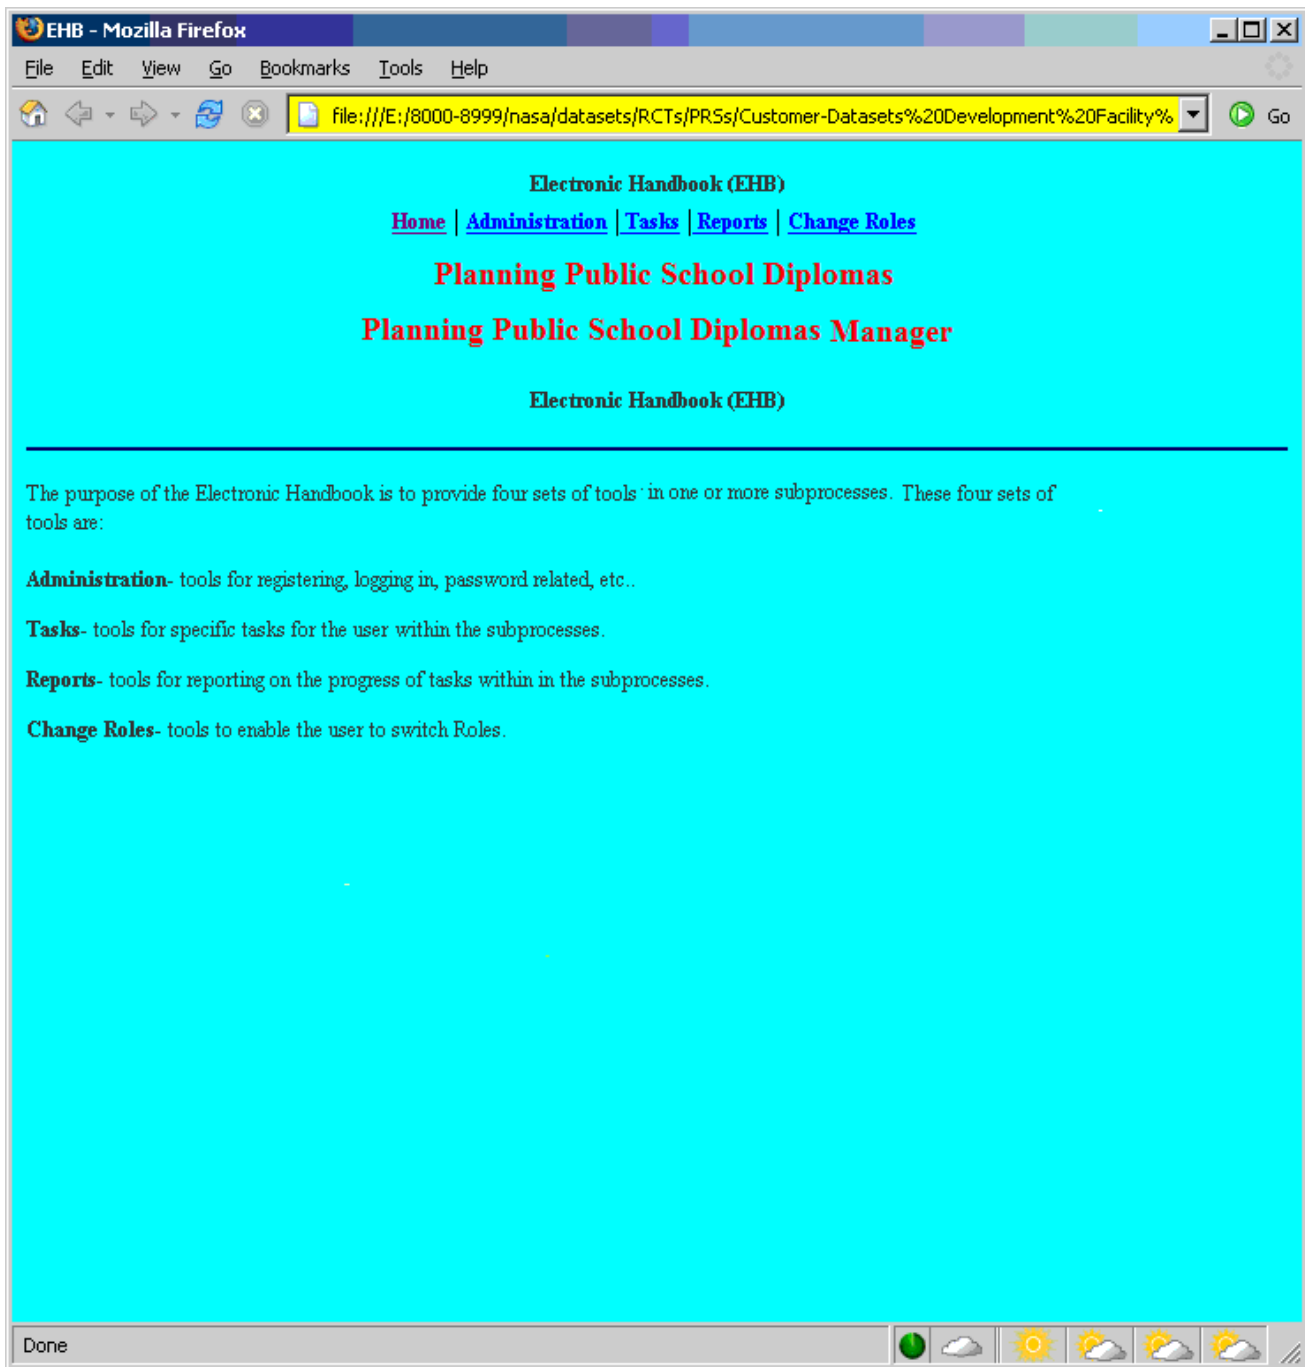 EHB - Mozilla Firefox
File Edit View Go Bookmarks Tools Help
file:///E:/8000-8999/nasa/datasets/RCTs/PRSs/Customer-Datasets%20Development%20Facility% Go
Electronic Handbook (EHB)
Home | Administration | Tasks | Reports | Change Roles
Planning Public School Diplomas
Planning Public School Diplomas Manager
Electronic Handbook (EHB)
The purpose of the Electronic Handbook is to provide four sets of tools in one or more subprocesses. These four sets of
tools are:
Administration- tools for registering, logging in, password related, etc..
Tasks- tools for specific tasks for the user within the subprocesses.
Reports- tools for reporting on the progress of tasks within in the subprocesses.
Change Roles- tools to enable the user to switch Roles.
Done